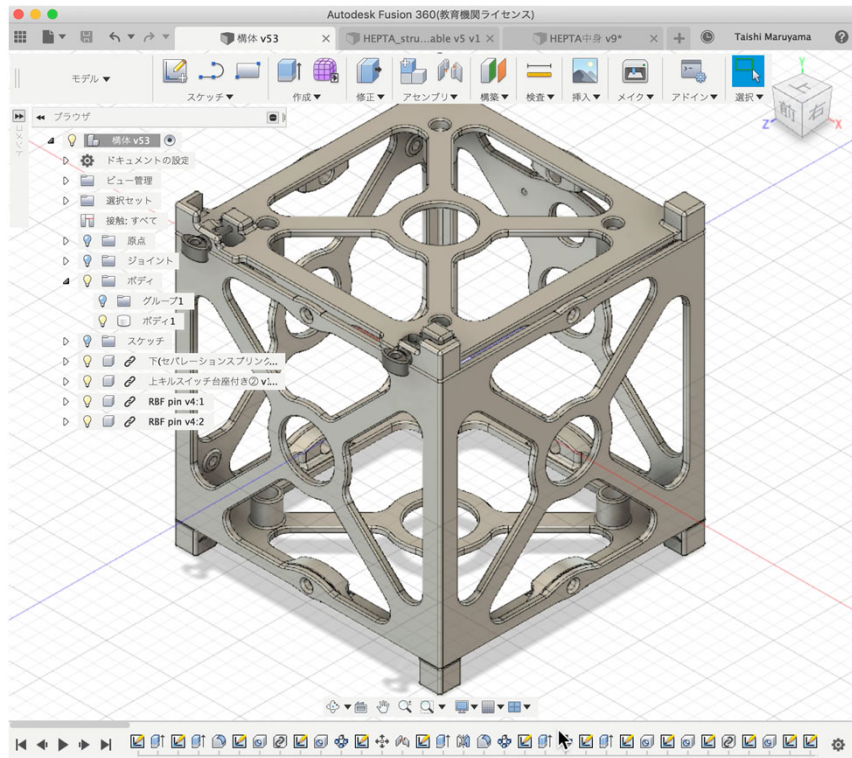 Autodesk Fusion 360(教育機関ライセンス)
構体 v53
HEPTA_stru...able v5 v1
HEPTA中身 v9*
Taishi Maruyama
モデル
スケッチ
作成
修正
アセンブリ
構築
検査
挿入
メイク
アドイン
選択
ブラウザ
構体 v53
ドキュメントの設定
ビュー管理
選択セット
接触: すべて
原点
ジョイント
ボディ
グループ1
ボディ1
スケッチ
下(セパレーションスプリング...
上キルスイッチ台座付き② v1...
RBF pin v4:1
RBF pin v4:2
上
前
右
Y
Z
X